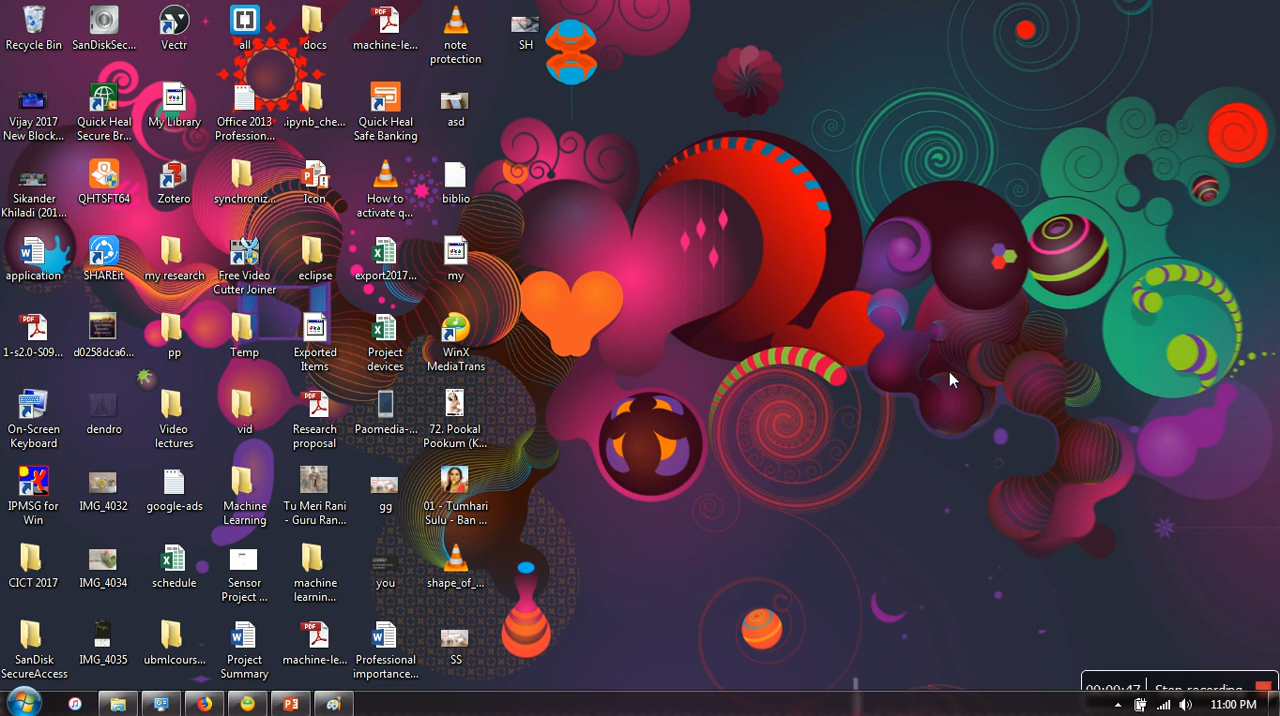 Recycle Bin
SanDiskSec...
Vectr
all
docs
machine-le...
note
protection
SH
Vijay 2017
New Block...
Quick Heal
Secure Br...
My Library
Office 2013
Profession...
.ipynb_che...
Quick Heal
Safe Banking
asd
Sikander
Khiladi (201...
QHTSFT64
Zotero
synchroniz...
Icon
How to
activate q...
biblio
application
SHAREit
my research
Free Video
Cutter Joiner
eclipse
export2017...
my
1-s2.0-S09...
d0258dca6...
pp
Temp
Exported
Items
Project
devices
WinX
MediaTrans
On-Screen
Keyboard
dendro
Video
lectures
vid
Research
proposal
Paomedia-...
72. Pookal
Pookum (K...
IPMSG for
Win
IMG_4032
google-ads
Machine
Learning
Tu Meri Rani
- Guru Ran...
gg
01 - Tumhari
Sulu - Ban ...
CICT 2017
IMG_4034
schedule
Sensor
Project ...
machine
learnin...
you
shape_of_...
SanDisk
SecureAccess
IMG_4035
ubmlcours...
Project
Summary
machine-le...
Professional
importance...
SS
00:00:47
Stop recording
11:00 PM